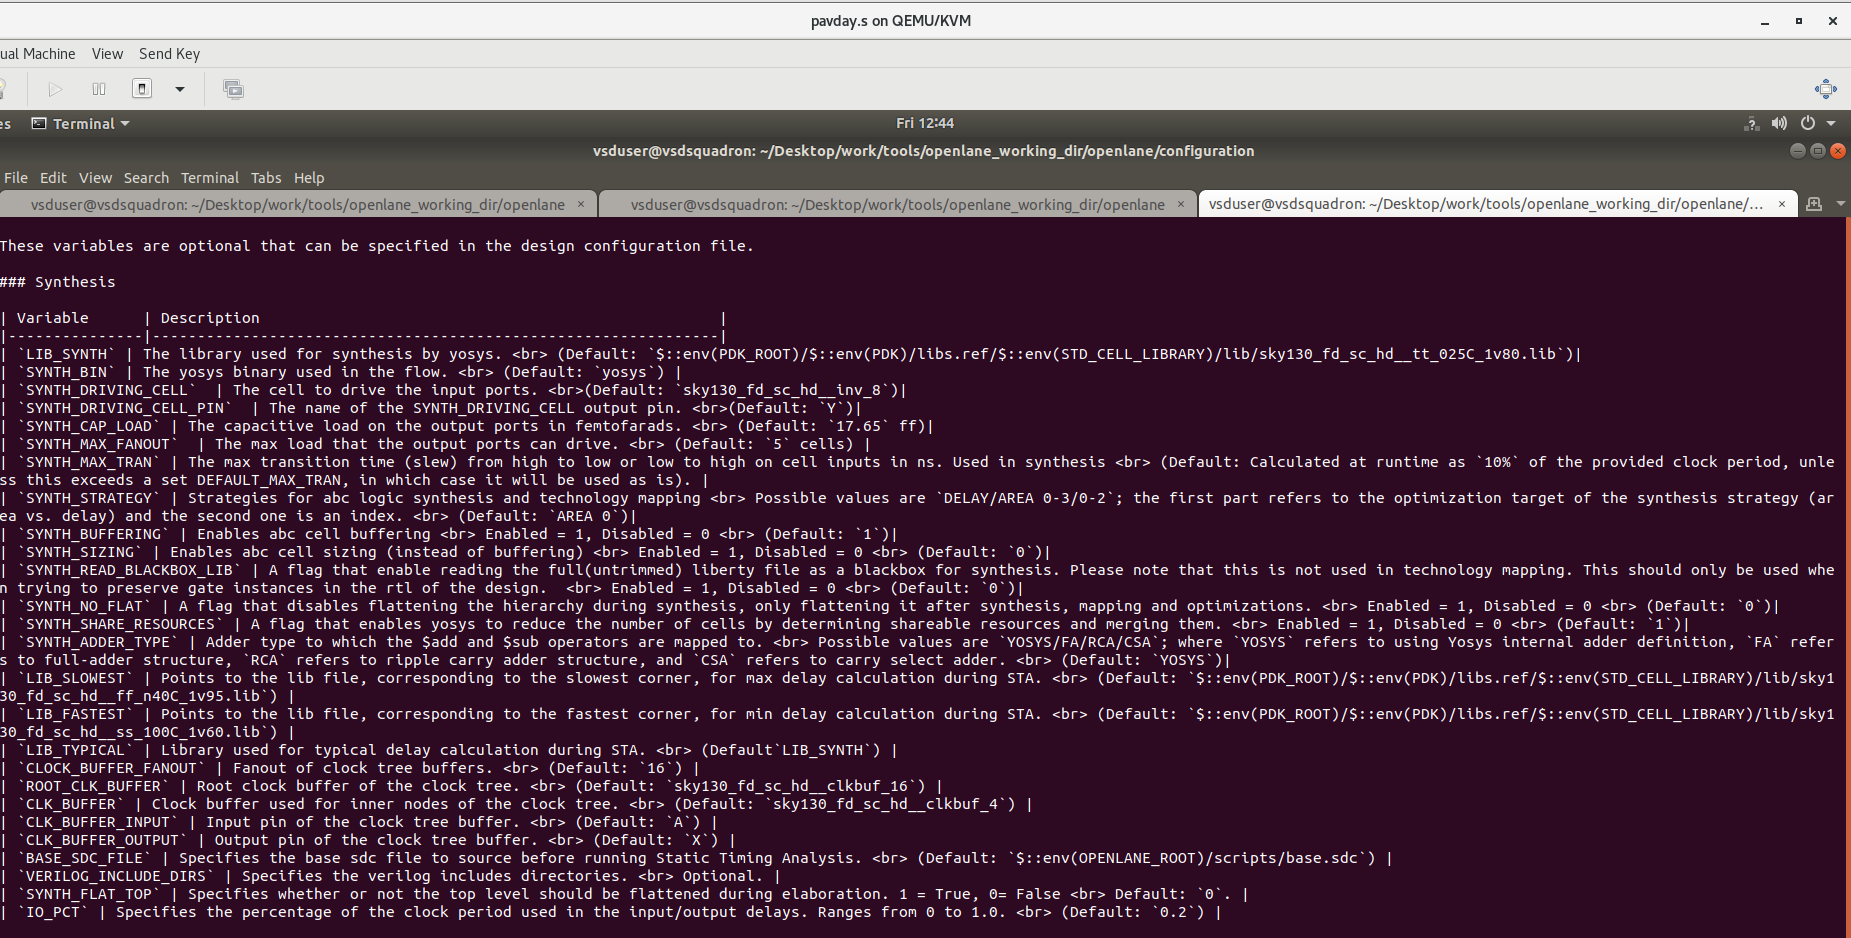 pavday.s on QEMU/KVM
ual Machine View Send Key
es Terminal Fri 12:44
vsduser@vsdsquadron: ~/Desktop/work/tools/openlane_working_dir/openlane/configuration
File Edit View Search Terminal Tabs Help
vsduser@vsdsquadron: ~/Desktop/work/tools/openlane_working_dir/openlane × vsduser@vsdsquadron: ~/Desktop/work/tools/openlane_working_dir/openlane × vsduser@vsdsquadron: ~/Desktop/work/tools/openlane_working_dir/openlane/... ×
These variables are optional that can be specified in the design configuration file.
### Synthesis
| Variable      | Description                                                   |
|---------------|---------------------------------------------------------------|
| `LIB_SYNTH` | The library used for synthesis by yosys. <br> (Default: `$::env(PDK_ROOT)/$::env(PDK)/libs.ref/$::env(STD_CELL_LIBRARY)/lib/sky130_fd_sc_hd__tt_025C_1v80.lib`)|
| `SYNTH_BIN` | The yosys binary used in the flow. <br> (Default: `yosys`) |
| `SYNTH_DRIVING_CELL`  | The cell to drive the input ports. <br>(Default: `sky130_fd_sc_hd__inv_8`)|
| `SYNTH_DRIVING_CELL_PIN`  | The name of the SYNTH_DRIVING_CELL output pin. <br>(Default: `Y`)|
| `SYNTH_CAP_LOAD` | The capacitive load on the output ports in femtofarads. <br> (Default: `17.65` ff)|
| `SYNTH_MAX_FANOUT`  | The max load that the output ports can drive. <br> (Default: `5` cells) |
| `SYNTH_MAX_TRAN` | The max transition time (slew) from high to low or low to high on cell inputs in ns. Used in synthesis <br> (Default: Calculated at runtime as `10%` of the provided clock period, unle
ss this exceeds a set DEFAULT_MAX_TRAN, in which case it will be used as is). |
| `SYNTH_STRATEGY` | Strategies for abc logic synthesis and technology mapping <br> Possible values are `DELAY/AREA 0-3/0-2`; the first part refers to the optimization target of the synthesis strategy (ar
ea vs. delay) and the second one is an index. <br> (Default: `AREA 0`)|
| `SYNTH_BUFFERING` | Enables abc cell buffering <br> Enabled = 1, Disabled = 0 <br> (Default: `1`)|
| `SYNTH_SIZING` | Enables abc cell sizing (instead of buffering) <br> Enabled = 1, Disabled = 0 <br> (Default: `0`)|
| `SYNTH_READ_BLACKBOX_LIB` | A flag that enable reading the full(untrimmed) liberty file as a blackbox for synthesis. Please note that this is not used in technology mapping. This should only be used whe
n trying to preserve gate instances in the rtl of the design.  <br> Enabled = 1, Disabled = 0 <br> (Default: `0`)|
| `SYNTH_NO_FLAT` | A flag that disables flattening the hierarchy during synthesis, only flattening it after synthesis, mapping and optimizations. <br> Enabled = 1, Disabled = 0 <br> (Default: `0`)|
| `SYNTH_SHARE_RESOURCES` | A flag that enables yosys to reduce the number of cells by determining shareable resources and merging them. <br> Enabled = 1, Disabled = 0 <br> (Default: `1`)|
| `SYNTH_ADDER_TYPE` | Adder type to which the $add and $sub operators are mapped to. <br> Possible values are `YOSYS/FA/RCA/CSA`; where `YOSYS` refers to using Yosys internal adder definition, `FA` refer
s to full-adder structure, `RCA` refers to ripple carry adder structure, and `CSA` refers to carry select adder. <br> (Default: `YOSYS`)|
| `LIB_SLOWEST` | Points to the lib file, corresponding to the slowest corner, for max delay calculation during STA. <br> (Default: `$::env(PDK_ROOT)/$::env(PDK)/libs.ref/$::env(STD_CELL_LIBRARY)/lib/sky1
30_fd_sc_hd__ff_n40C_1v95.lib`) |
| `LIB_FASTEST` | Points to the lib file, corresponding to the fastest corner, for min delay calculation during STA. <br> (Default: `$::env(PDK_ROOT)/$::env(PDK)/libs.ref/$::env(STD_CELL_LIBRARY)/lib/sky1
30_fd_sc_hd__ss_100C_1v60.lib`) |
| `LIB_TYPICAL` | Library used for typical delay calculation during STA. <br> (Default`LIB_SYNTH`) |
| `CLOCK_BUFFER_FANOUT` | Fanout of clock tree buffers. <br> (Default: `16`) |
| `ROOT_CLK_BUFFER` | Root clock buffer of the clock tree. <br> (Default: `sky130_fd_sc_hd__clkbuf_16`) |
| `CLK_BUFFER` | Clock buffer used for inner nodes of the clock tree. <br> (Default: `sky130_fd_sc_hd__clkbuf_4`) |
| `CLK_BUFFER_INPUT` | Input pin of the clock tree buffer. <br> (Default: `A`) |
| `CLK_BUFFER_OUTPUT` | Output pin of the clock tree buffer. <br> (Default: `X`) |
| `BASE_SDC_FILE` | Specifies the base sdc file to source before running Static Timing Analysis. <br> (Default: `$::env(OPENLANE_ROOT)/scripts/base.sdc`) |
| `VERILOG_INCLUDE_DIRS` | Specifies the verilog includes directories. <br> Optional. |
| `SYNTH_FLAT_TOP` | Specifies whether or not the top level should be flattened during elaboration. 1 = True, 0= False <br> Default: `0`. |
| `IO_PCT` | Specifies the percentage of the clock period used in the input/output delays. Ranges from 0 to 1.0. <br> (Default: `0.2`) |